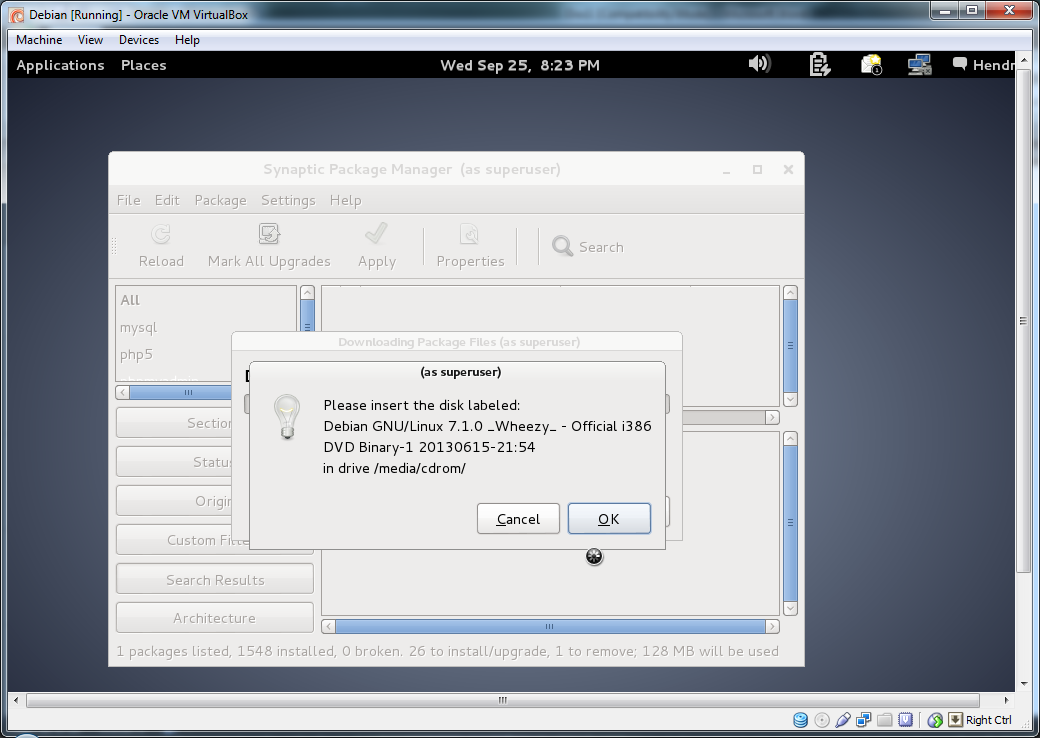 Debian [Running] - Oracle VM VirtualBox
Machine View Devices Help
Applications Places Wed Sep 25, 8:23 PM Hendr
Synaptic Package Manager (as superuser)
File Edit Package Settings Help
Reload Mark All Upgrades Apply Properties Search
All
mysql
php5
Downloading Package Files (as superuser)
(as superuser)
Please insert the disk labeled:
Debian GNU/Linux 7.1.0 _Wheezy_ - Official i386
DVD Binary-1 20130615-21:54
in drive /media/cdrom/
Cancel OK
Section
Statu
Origin
Custom Filte
Search Results
Architecture
1 packages listed, 1548 installed, 0 broken. 26 to install/upgrade, 1 to remove; 128 MB will be used
Right Ctrl